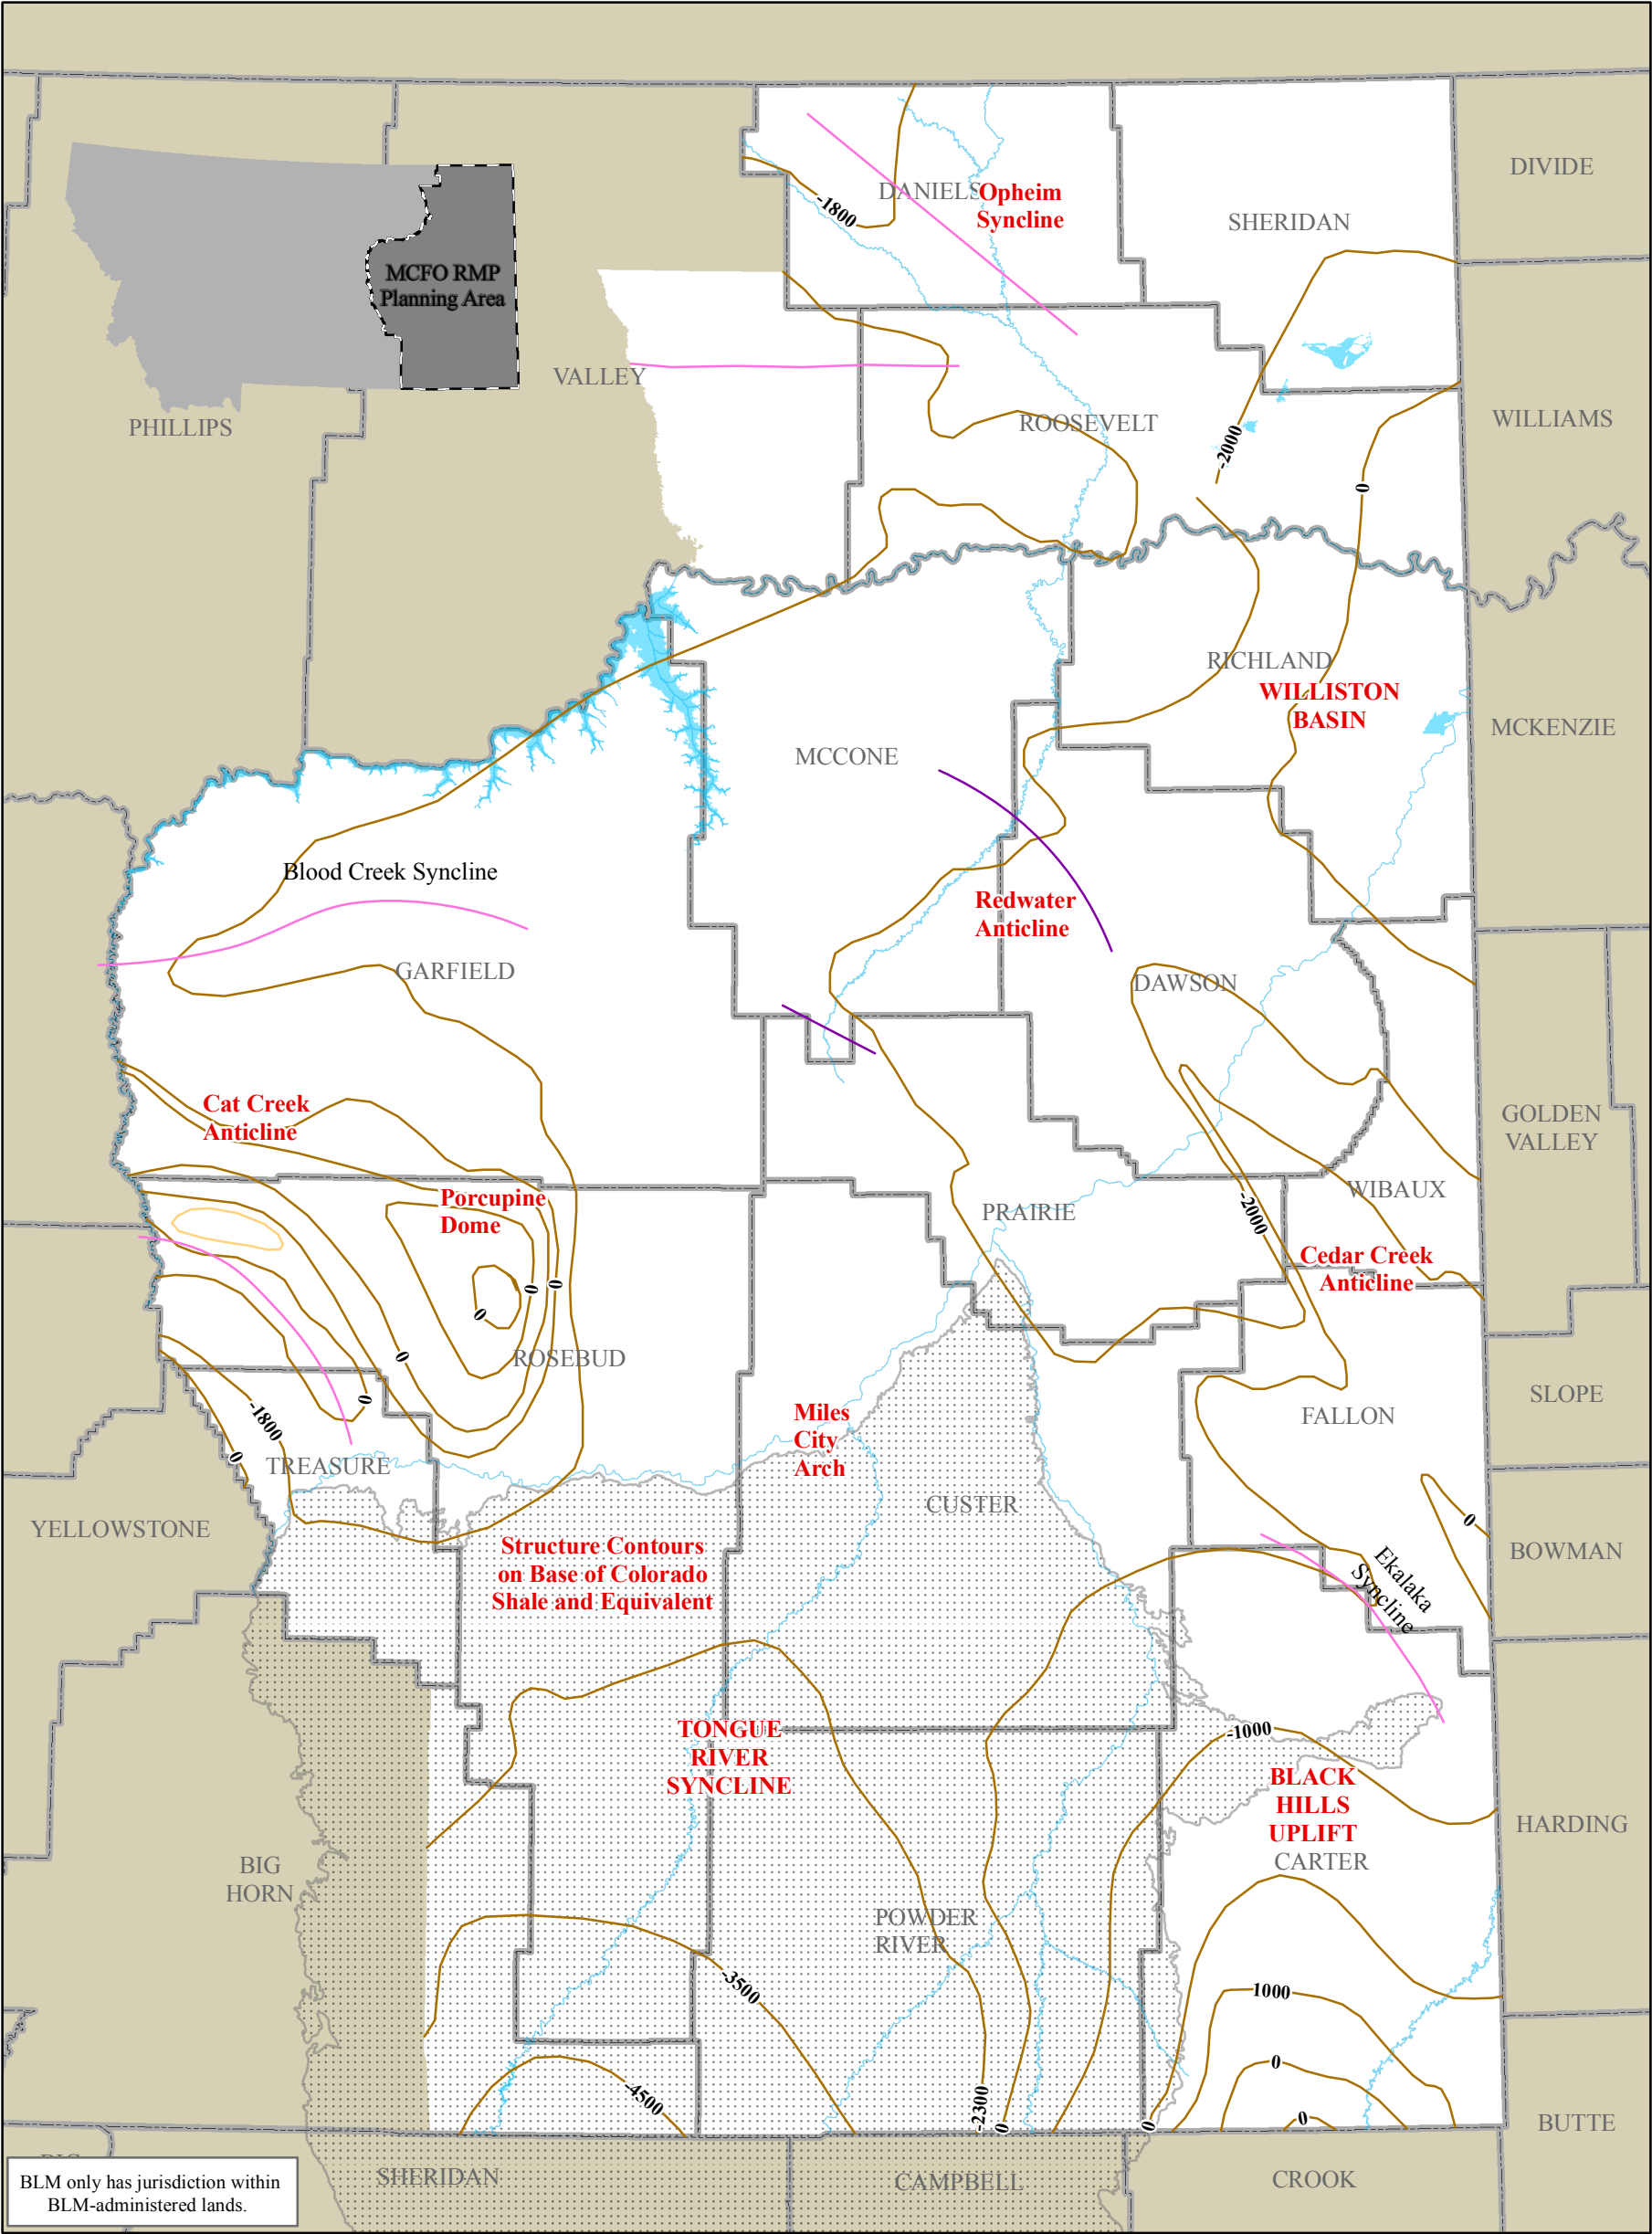 DIVIDE
DANIELS
Opheim
Syncline
-1800
SHERIDAN
MCFO RMP
Planning Area
VALLEY
PHILLIPS
ROOSEVELT
WILLIAMS
-2000
0
RICHLAND
WILLISTON
BASIN
MCCONE
MCKENZIE
Blood Creek Syncline
Redwater
Anticline
GARFIELD
DAWSON
Cat Creek
Anticline
GOLDEN
VALLEY
Porcupine
Dome
PRAIRIE
WIBAUX
-2000
Cedar Creek
Anticline
0
0
0
0
ROSEBUD
0
-1800
0
TREASURE
Miles
City
Arch
FALLON
SLOPE
CUSTER
0
YELLOWSTONE
BOWMAN
Structure Contours
on Base of Colorado
Shale and Equivalent
Ekalaka
Syncline
TONGUE
RIVER
SYNCLINE
-1000
BLACK
HILLS
UPLIFT
CARTER
HARDING
BIG
HORN
POWDER
RIVER
-3500
1000
0
-4500
-2300
0
0
0
BUTTE
SHERIDAN
CAMPBELL
CROOK
BLM only has jurisdiction within
BLM-administered lands.